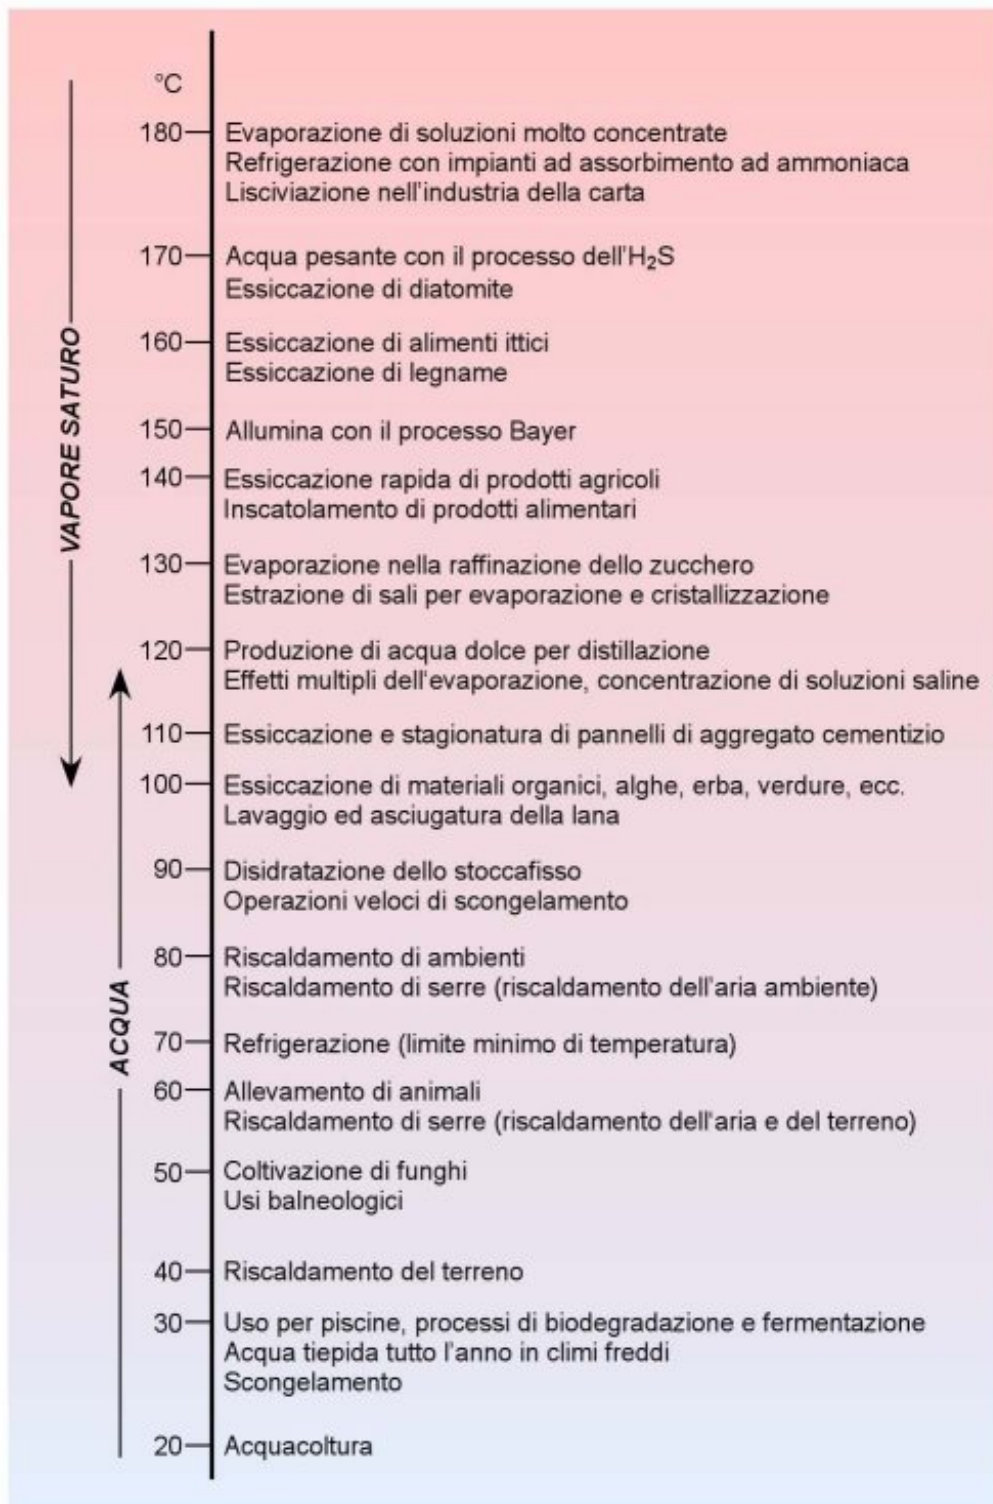 °C
180 Evaporazione di soluzioni molto concentrate
Refrigerazione con impianti ad assorbimento ad ammoniaca
Lisciviazione nell'industria della carta
170 Acqua pesante con il processo dell'H₂S
Essiccazione di diatomite
160 Essiccazione di alimenti ittici
Essiccazione di legname
VAPORE SATURO
150 Allumina con il processo Bayer
140 Essiccazione rapida di prodotti agricoli
Inscatolamento di prodotti alimentari
130 Evaporazione nella raffinazione dello zucchero
Estrazione di sali per evaporazione e cristallizzazione
120 Produzione di acqua dolce per distillazione
Effetti multipli dell'evaporazione, concentrazione di soluzioni saline
110 Essiccazione e stagionatura di pannelli di aggregato cementizio
100 Essiccazione di materiali organici, alghe, erba, verdure, ecc.
Lavaggio ed asciugatura della lana
90 Disidratazione dello stoccafisso
Operazioni veloci di scongelamento
80 Riscaldamento di ambienti
Riscaldamento di serre (riscaldamento dell'aria ambiente)
ACQUA
70 Refrigerazione (limite minimo di temperatura)
60 Allevamento di animali
Riscaldamento di serre (riscaldamento dell'aria e del terreno)
50 Coltivazione di funghi
Usi balneologici
40 Riscaldamento del terreno
30 Uso per piscine, processi di biodegradazione e fermentazione
Acqua tiepida tutto l'anno in climi freddi
Scongelamento
20 Acquacoltura